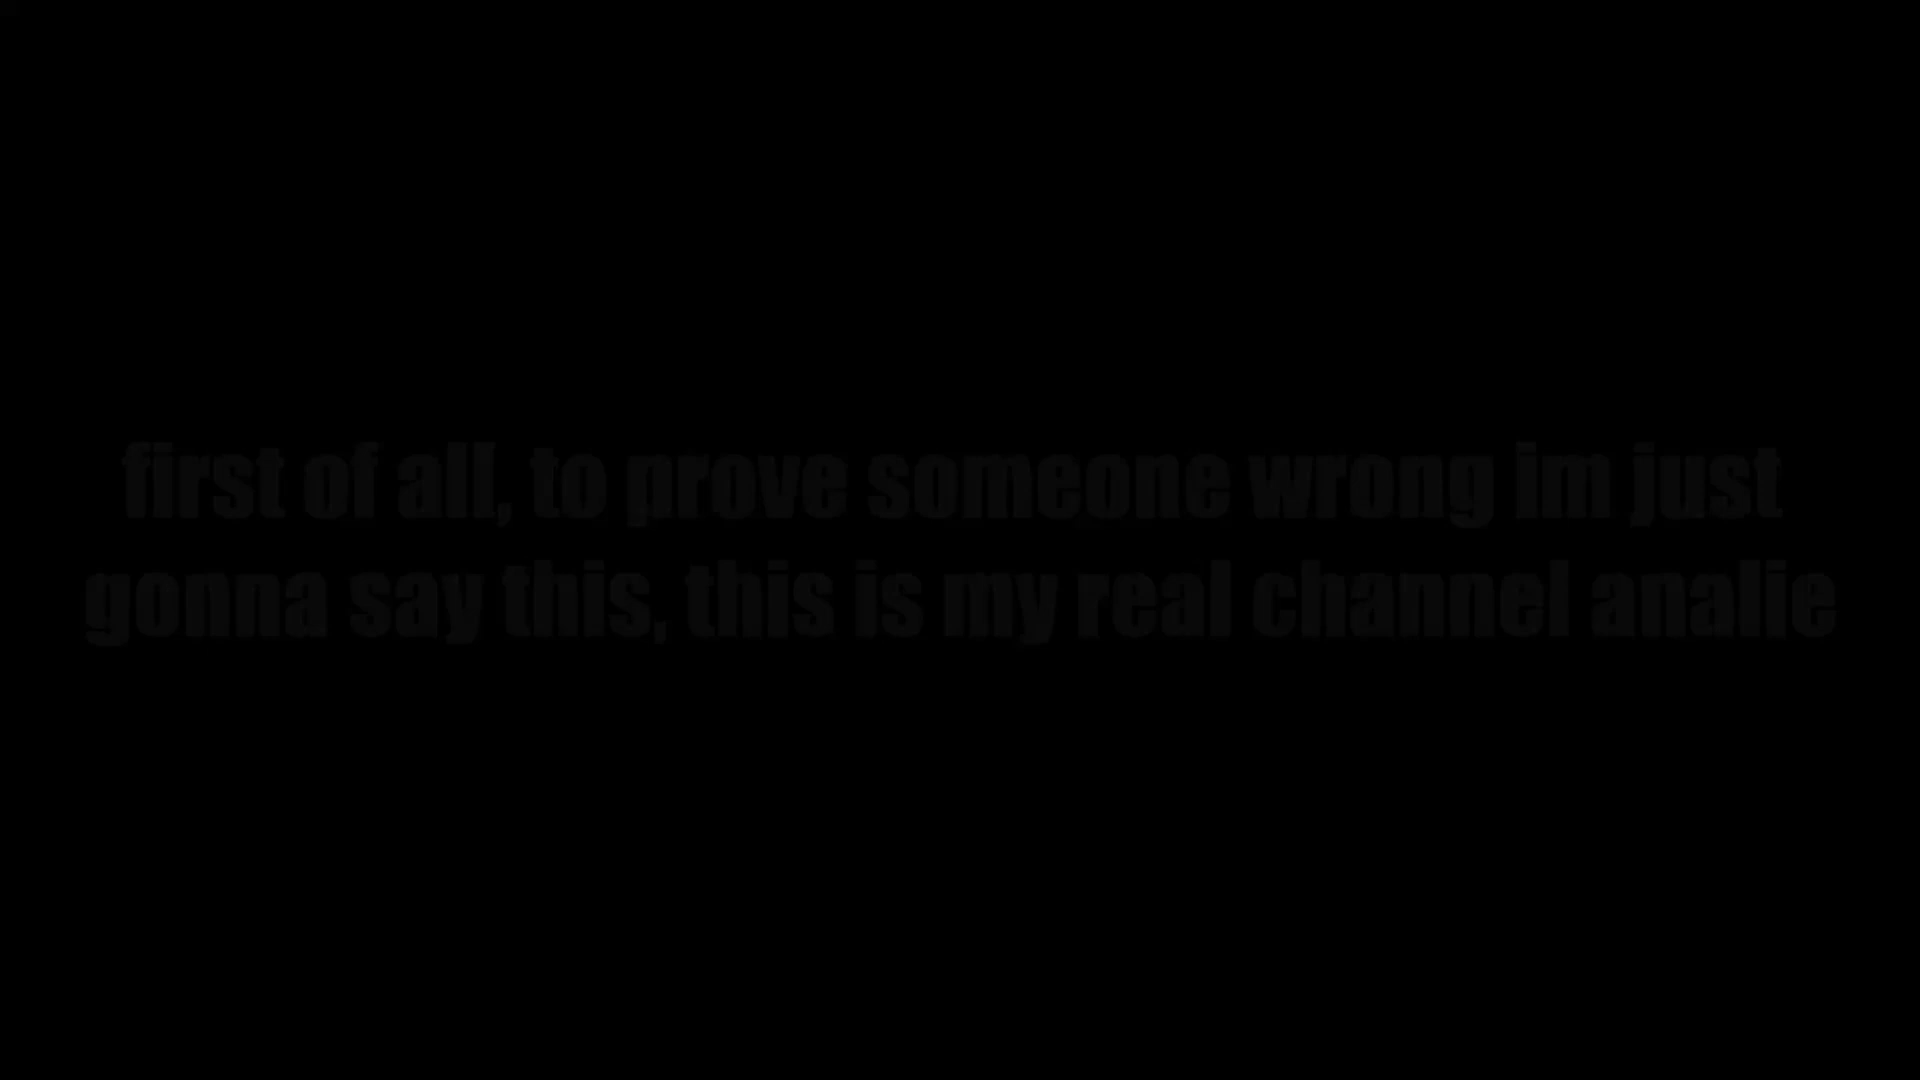 first of all, to prove someone wrong im just
gonna say this, this is my real channel analie